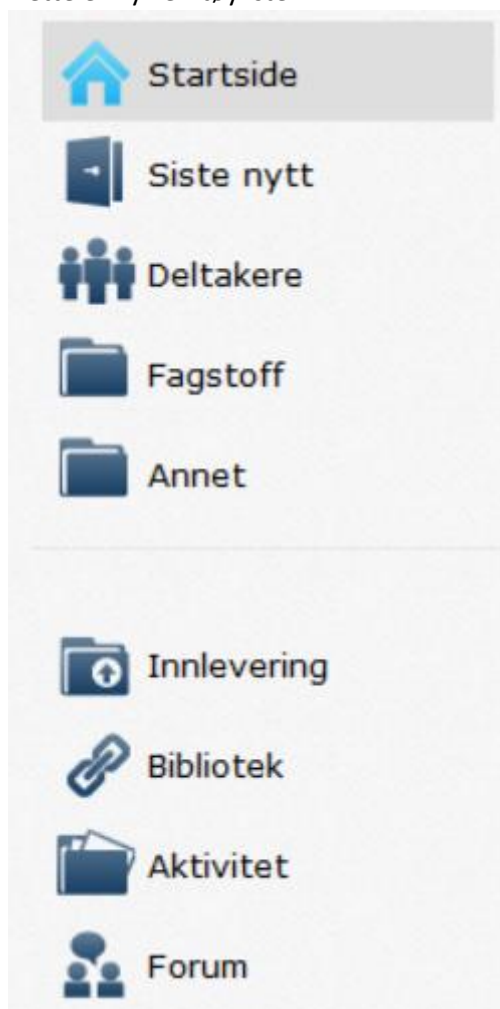 Startside
Siste nytt
Deltakere
Fagstoff
Annet
Innlevering
Bibliotek
Aktivitet
Forum